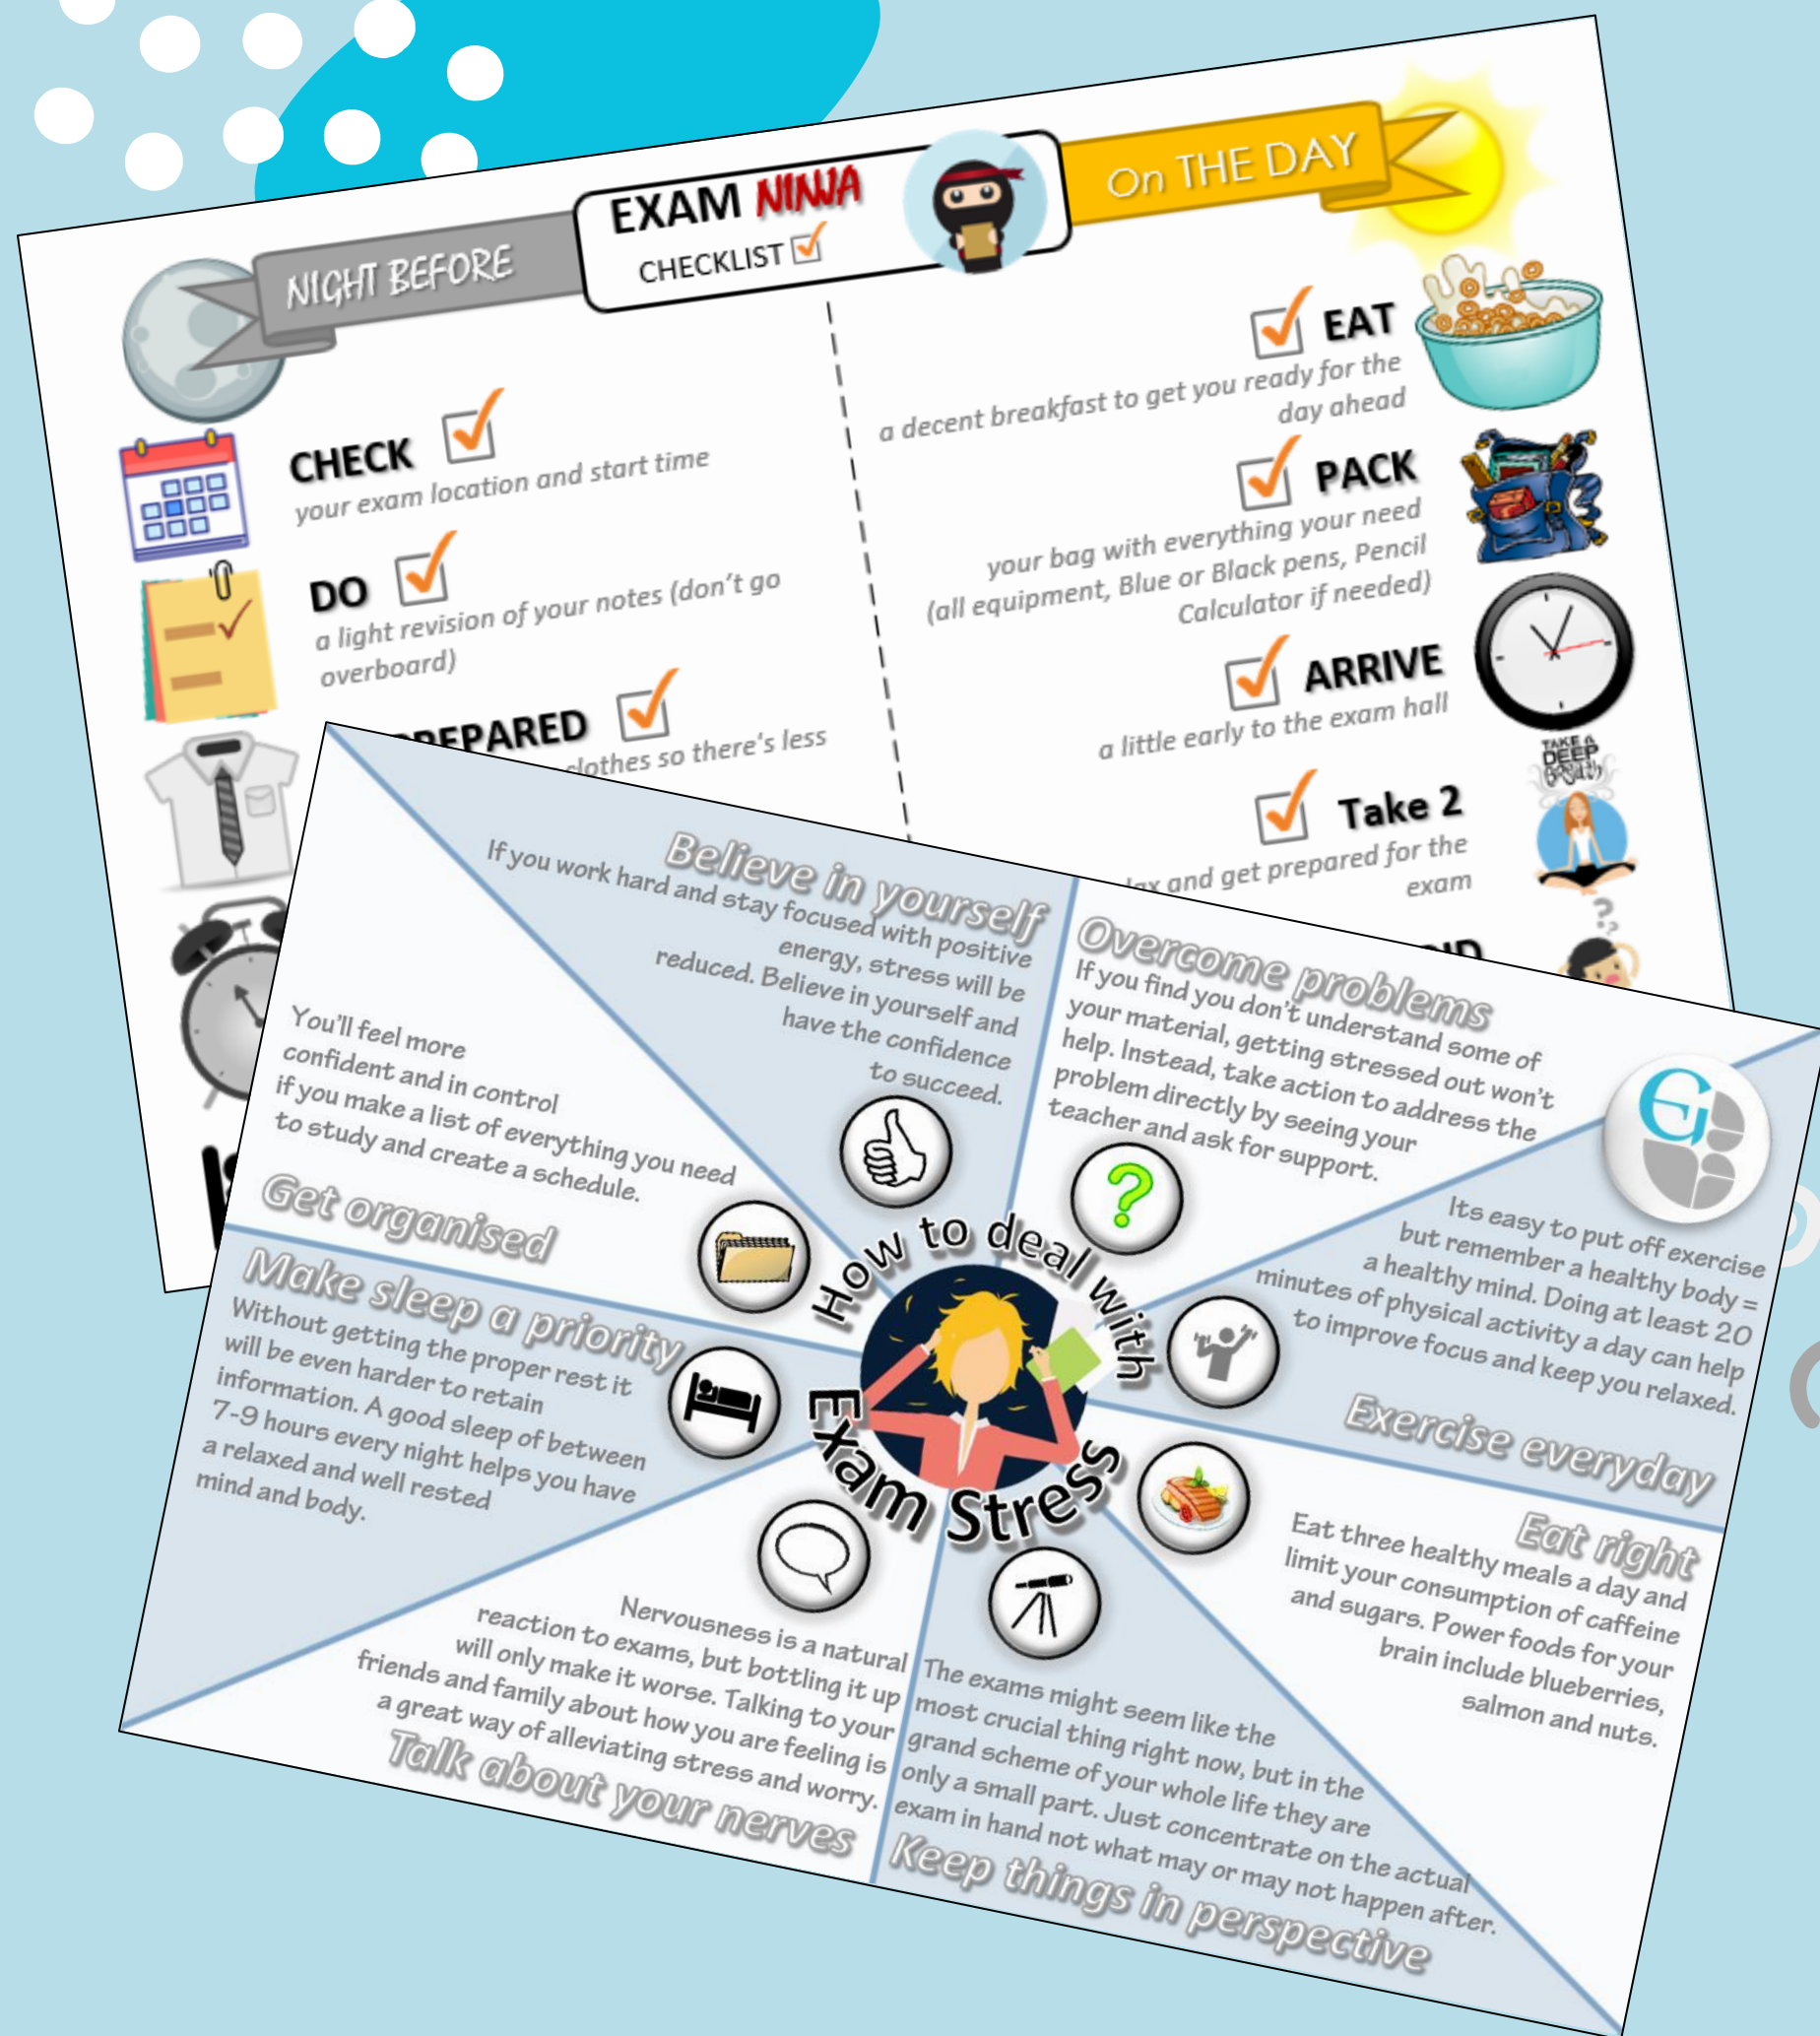 EXAM NINJA
CHECKLIST
NIGHT BEFORE
CHECK
your exam location and start time
DO
a light revision of your notes (don't go
overboard)
clothes so there's less
On THE DAY
EAT
a decent breakfast to get you ready for the
day ahead
PACK
your bag with everything your need
(all equipment, Blue or Black pens, Pencil
Calculator if needed)
ARRIVE
a little early to the exam hall
TAKE A
DEEP
Take 2
and get prepared for the
exam
How to deal with
Exam Stress
Believe in yourself
If you work hard and stay focused with positive
energy, stress will be
reduced. Believe in yourself and
have the confidence
to succeed.
Overcome problems
If you find you don't understand some of
your material, getting stressed out won't
help. Instead, take action to address the
problem directly by seeing your
teacher and ask for support.
Its easy to put off exercise
but remember a healthy body =
a healthy mind. Doing at least 20
minutes of physical activity a day can help
to improve focus and keep you relaxed.
Exercise everyday
Eat right
Eat three healthy meals a day and
limit your consumption of caffeine
and sugars. Power foods for your
brain include blueberries,
salmon and nuts.
The exams might seem like the
most crucial thing right now, but in the
grand scheme of your whole life they are
only a small part. Just concentrate on the actual
exam in hand not what may or may not happen after.
Keep things in perspective
Nervousness is a natural
reaction to exams, but bottling it up
will only make it worse. Talking to your
friends and family about how you are feeling is
a great way of alleviating stress and worry.
Talk about your nerves
Make sleep a priority
Without getting the proper rest it
will be even harder to retain
information. A good sleep of between
7-9 hours every night helps you have
a relaxed and well rested
mind and body.
You'll feel more
confident and in control
if you make a list of everything you need
to study and create a schedule.
Get organised